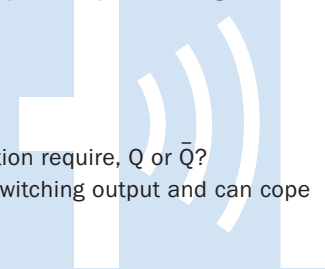 tion require, Q or Q̄?
witching output and can cope